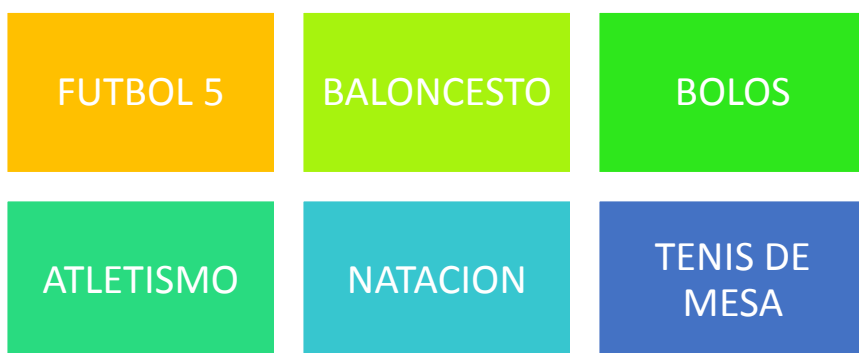 FUTBOL 5
BALONCESTO
BOLOS
ATLETISMO
NATACION
TENIS DE
MESA